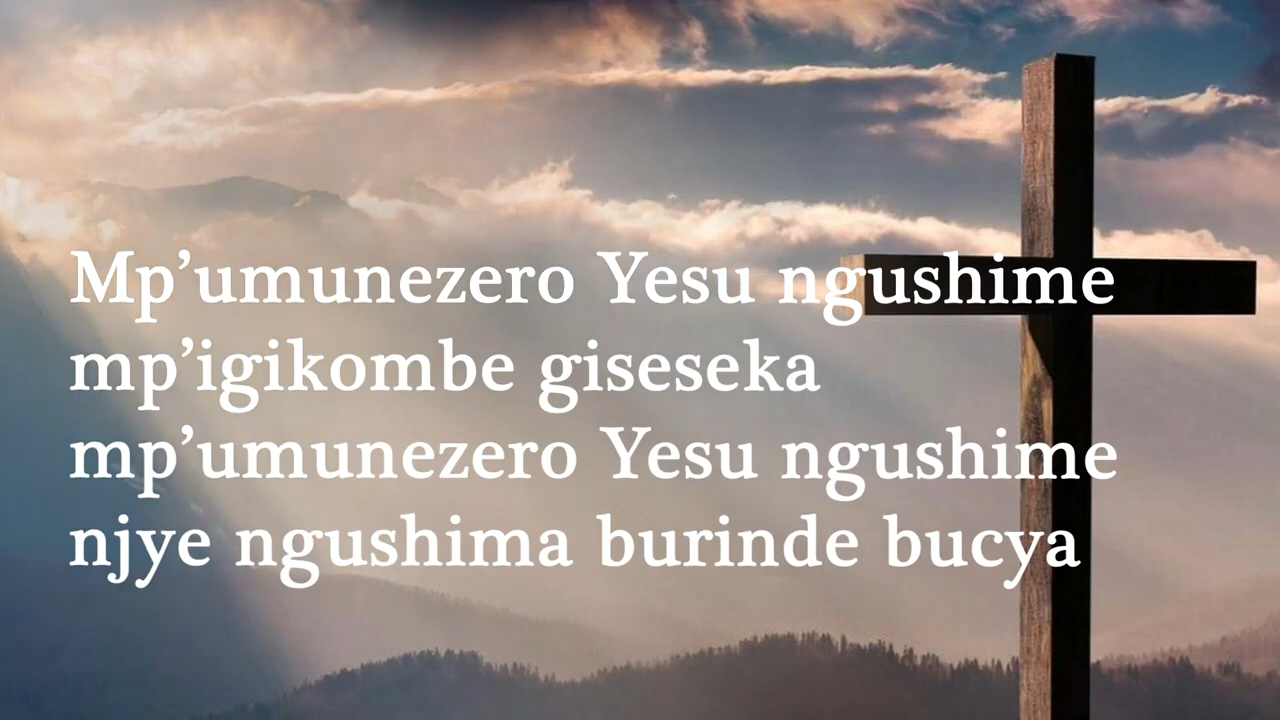 Mp’umunezero Yesu ngushime
mp’igikombe giseseka
mp’umunezero Yesu ngushime
njye ngushima burinde bucya